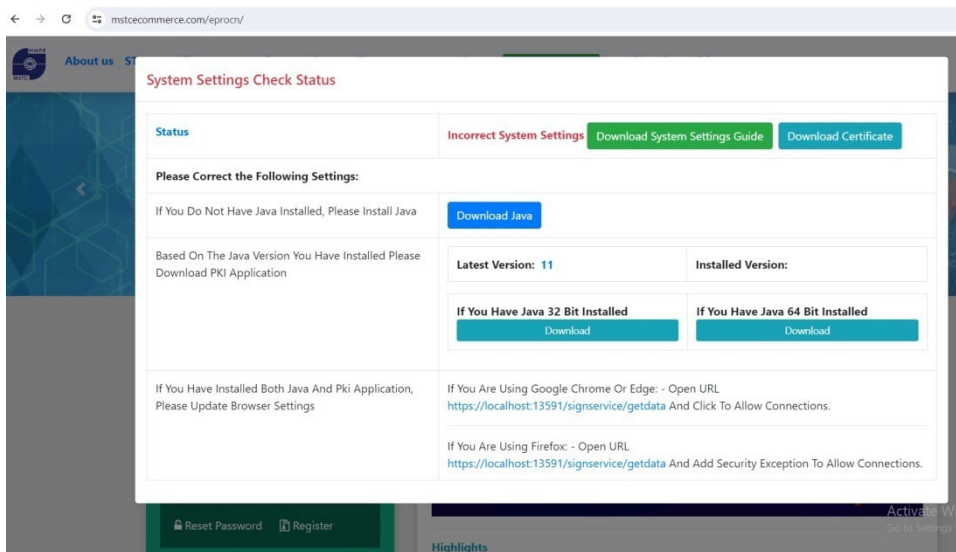 mstcecommerce.com/eprocn/
About us
System Settings Check Status
Status
Incorrect System Settings
Download System Settings Guide
Download Certificate
Please Correct the Following Settings:
If You Do Not Have Java Installed, Please Install Java
Download Java
Based On The Java Version You Have Installed Please
Download PKI Application
Latest Version: 11
Installed Version:
If You Have Java 32 Bit Installed
Download
If You Have Java 64 Bit Installed
Download
If You Have Installed Both Java And Pki Application,
Please Update Browser Settings
If You Are Using Google Chrome Or Edge: - Open URL
https://localhost:13591/signservice/getdata And Click To Allow Connections.
If You Are Using Firefox: - Open URL
https://localhost:13591/signservice/getdata And Add Security Exception To Allow Connections.
Reset Password
Register
Highlights
Activate W
Go to Settings